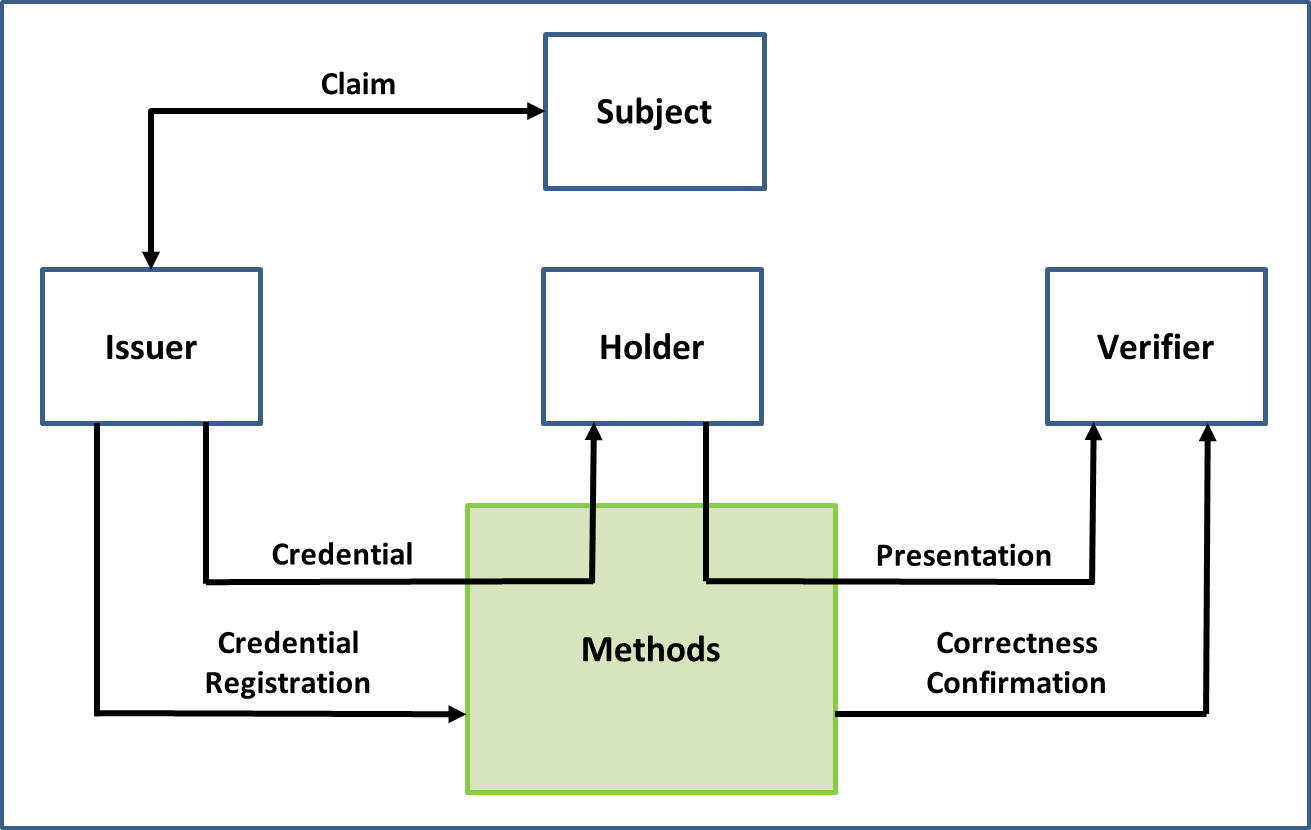 Claim
Subject
Issuer
Holder
Verifier
Credential
Presentation
Credential
Registration
Methods
Correctness
Confirmation